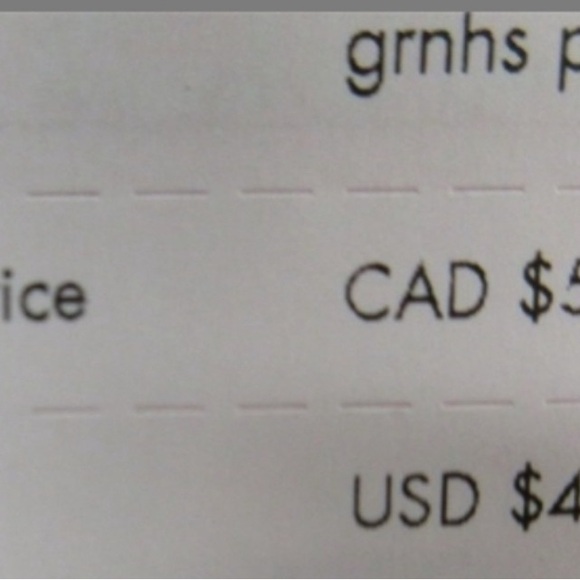 grnhs p
ice CAD $5
USD $4